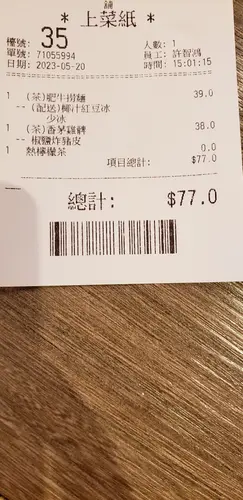 * 上菜紙 *
檯號: 35 人數: 1
單號: 71055994 員工: 許智鴻
日期: 2023-05-20 時間: 15:01:15
1 (茶)肥牛撈麵 39.0
-- (配送)椰汁紅豆冰
少冰
1 (茶)香茅雞髀 38.0
-- 椒鹽炸豬皮
1 熱檸檬茶 0.0
項目總計: $77.0
總計: $77.0